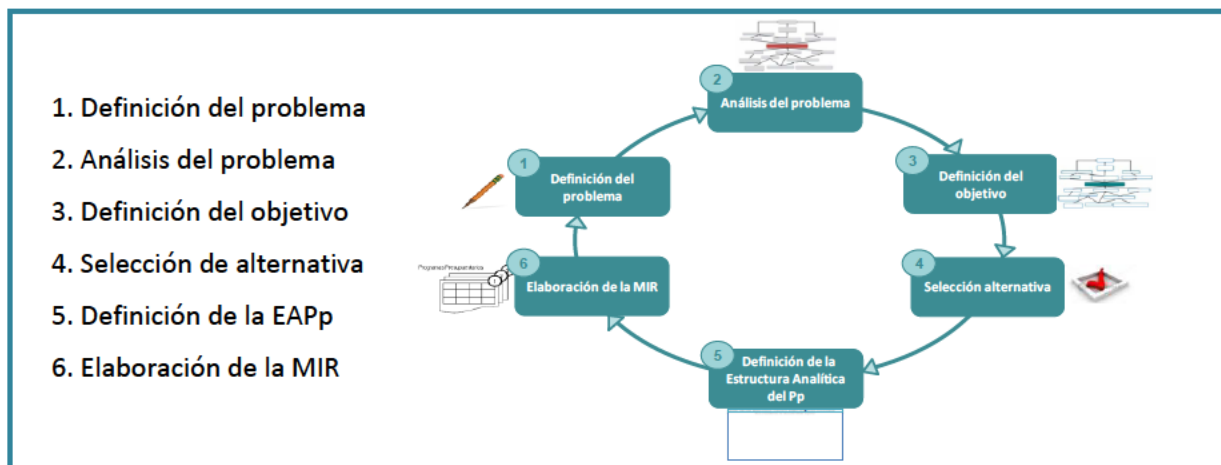 1. Definición del problema
2. Análisis del problema
3. Definición del objetivo
4. Selección de alternativa
5. Definición de la EAPp
6. Elaboración de la MIR
1
Definición del
problema
2
Análisis del problema
3
Definición del
objetivo
4
Selección alternativa
5
Definición de la
Estructura Analítica
del Pp
6
Elaboración de la MIR